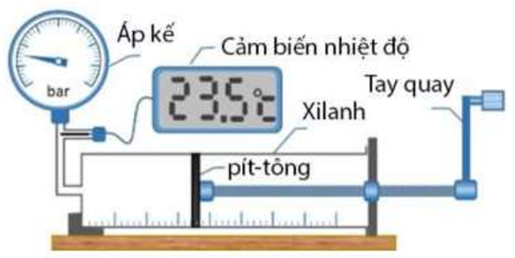 Áp kế
Cảm biến nhiệt độ
bar
23.5°C
Tay quay
Xilanh
pít-tông